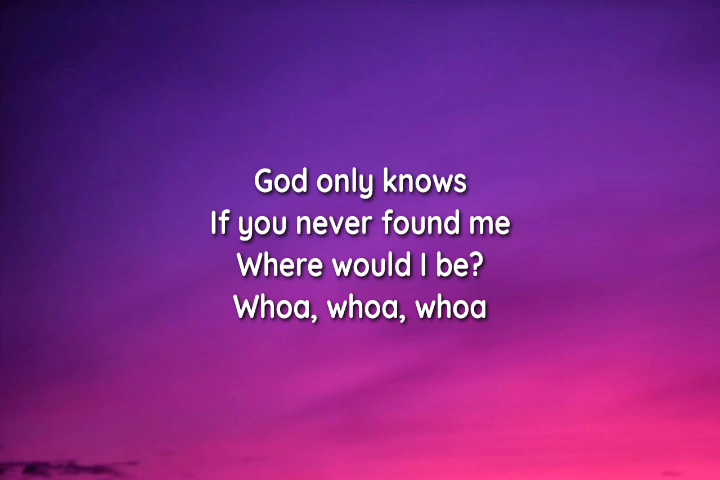 God only knows
If you never found me
Where would I be?
Whoa, whoa, whoa